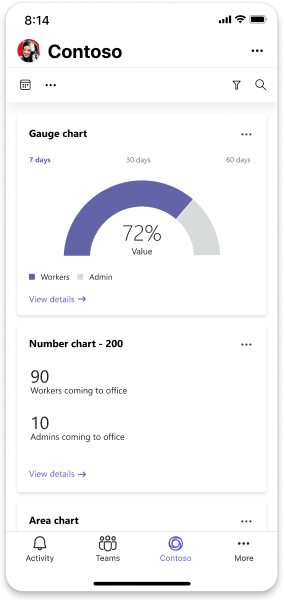 8:14
Contoso
Gauge chart
7 days 30 days 60 days
72%
Value
Workers Admin
View details →
Number chart - 200
90
Workers coming to office
10
Admins coming to office
View details →
Area chart
Activity Teams Contoso More